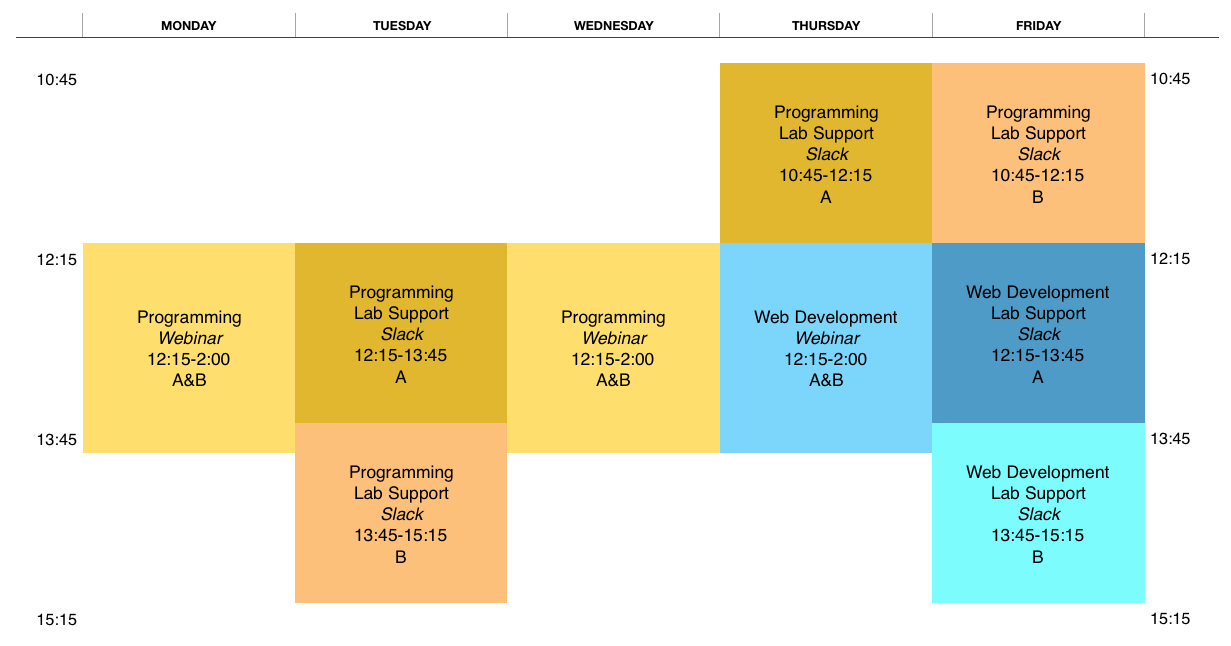 MONDAY TUESDAY WEDNESDAY THURSDAY FRIDAY
10:45
10:45
Programming
Lab Support
Slack
10:45-12:15
A
Programming
Lab Support
Slack
10:45-12:15
B
12:15
12:15
Programming
Webinar
12:15-2:00
A&B
Programming
Lab Support
Slack
12:15-13:45
A
Programming
Webinar
12:15-2:00
A&B
Web Development
Webinar
12:15-2:00
A&B
Web Development
Lab Support
Slack
12:15-13:45
A
13:45
13:45
Programming
Lab Support
Slack
13:45-15:15
B
Web Development
Lab Support
Slack
13:45-15:15
B
15:15
15:15